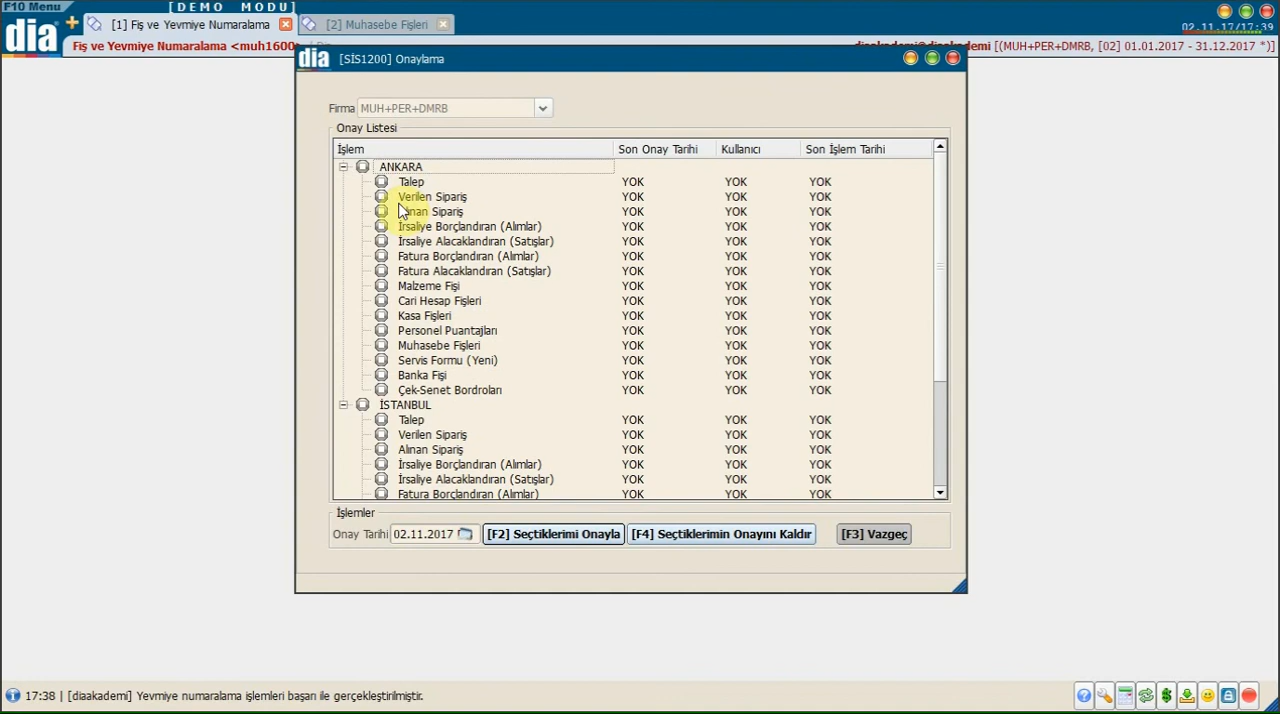 F10 Menu [DEMO MODU]
dia [1] Fiş ve Yevmiye Numaralama [2] Muhasebe Fişleri 02.11.17/17:39
Fiş ve Yevmiye Numaralama <muh1600> diaakademi@diaakademi [(MUH+PER+DMRB, [02] 01.01.2017 - 31.12.2017 *)]
dia [SİS1200] Onaylama
Firma MUH+PER+DMRB
Onay Listesi
İşlem Son Onay Tarihi Kullanıcı Son İşlem Tarihi
ANKARA
Talep YOK YOK YOK
Verilen Sipariş YOK YOK YOK
Alınan Sipariş YOK YOK YOK
İrsaliye Borçlandıran (Alımlar) YOK YOK YOK
İrsaliye Alacaklandıran (Satışlar) YOK YOK YOK
Fatura Borçlandıran (Alımlar) YOK YOK YOK
Fatura Alacaklandıran (Satışlar) YOK YOK YOK
Malzeme Fişi YOK YOK YOK
Cari Hesap Fişleri YOK YOK YOK
Kasa Fişleri YOK YOK YOK
Personel Puantajları YOK YOK YOK
Muhasebe Fişleri YOK YOK YOK
Servis Formu (Yeni) YOK YOK YOK
Banka Fişi YOK YOK YOK
Çek-Senet Bordroları YOK YOK YOK
İSTANBUL
Talep YOK YOK YOK
Verilen Sipariş YOK YOK YOK
Alınan Sipariş YOK YOK YOK
İrsaliye Borçlandıran (Alımlar) YOK YOK YOK
İrsaliye Alacaklandıran (Satışlar) YOK YOK YOK
Fatura Borçlandıran (Alımlar) YOK YOK YOK
İşlemler
Onay Tarihi 02.11.2017 [F2] Seçtiklerimi Onayla [F4] Seçtiklerimin Onayını Kaldır [F3] Vazgeç
17:38 | [diaakademi] Yevmiye numaralama işlemleri başarı ile gerçekleştirilmiştir.